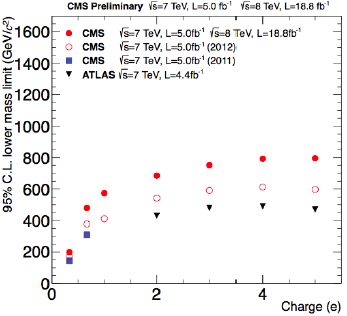 CMS Preliminary √s=7 TeV, L=5.0 fb⁻¹ √s=8 TeV, L=18.8 fb⁻¹
CMS √s=7 TeV, L=5.0fb⁻¹ √s=8 TeV, L=18.8fb⁻¹
CMS √s=7 TeV, L=5.0fb⁻¹ (2012)
CMS √s=7 TeV, L=5.0fb⁻¹ (2011)
ATLAS √s=7 TeV, L=4.4fb⁻¹
95% C.L. lower mass limit (GeV/c²)
1600
1400
1200
1000
800
600
400
200
0
0 2 4
Charge (e)